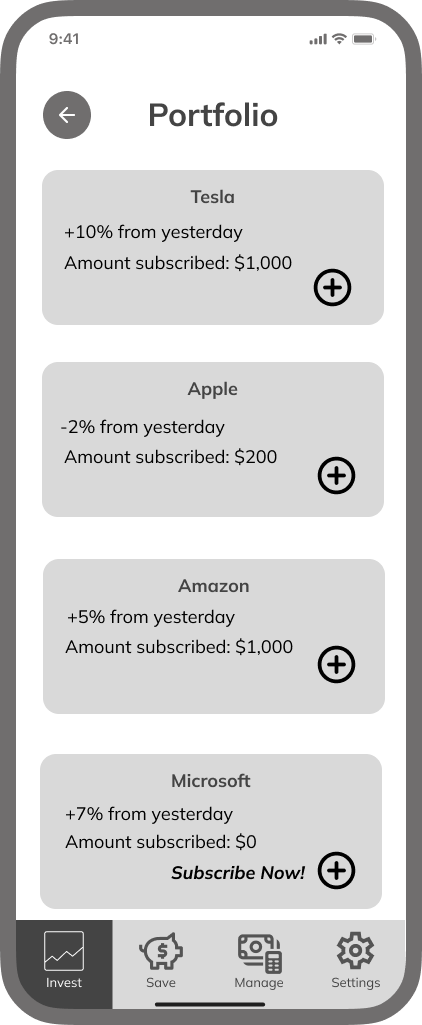 9:41
Portfolio
Tesla
+10% from yesterday
Amount subscribed: $1,000
Apple
-2% from yesterday
Amount subscribed: $200
Amazon
+5% from yesterday
Amount subscribed: $1,000
Microsoft
+7% from yesterday
Amount subscribed: $0
Subscribe Now!
Invest Save Manage Settings